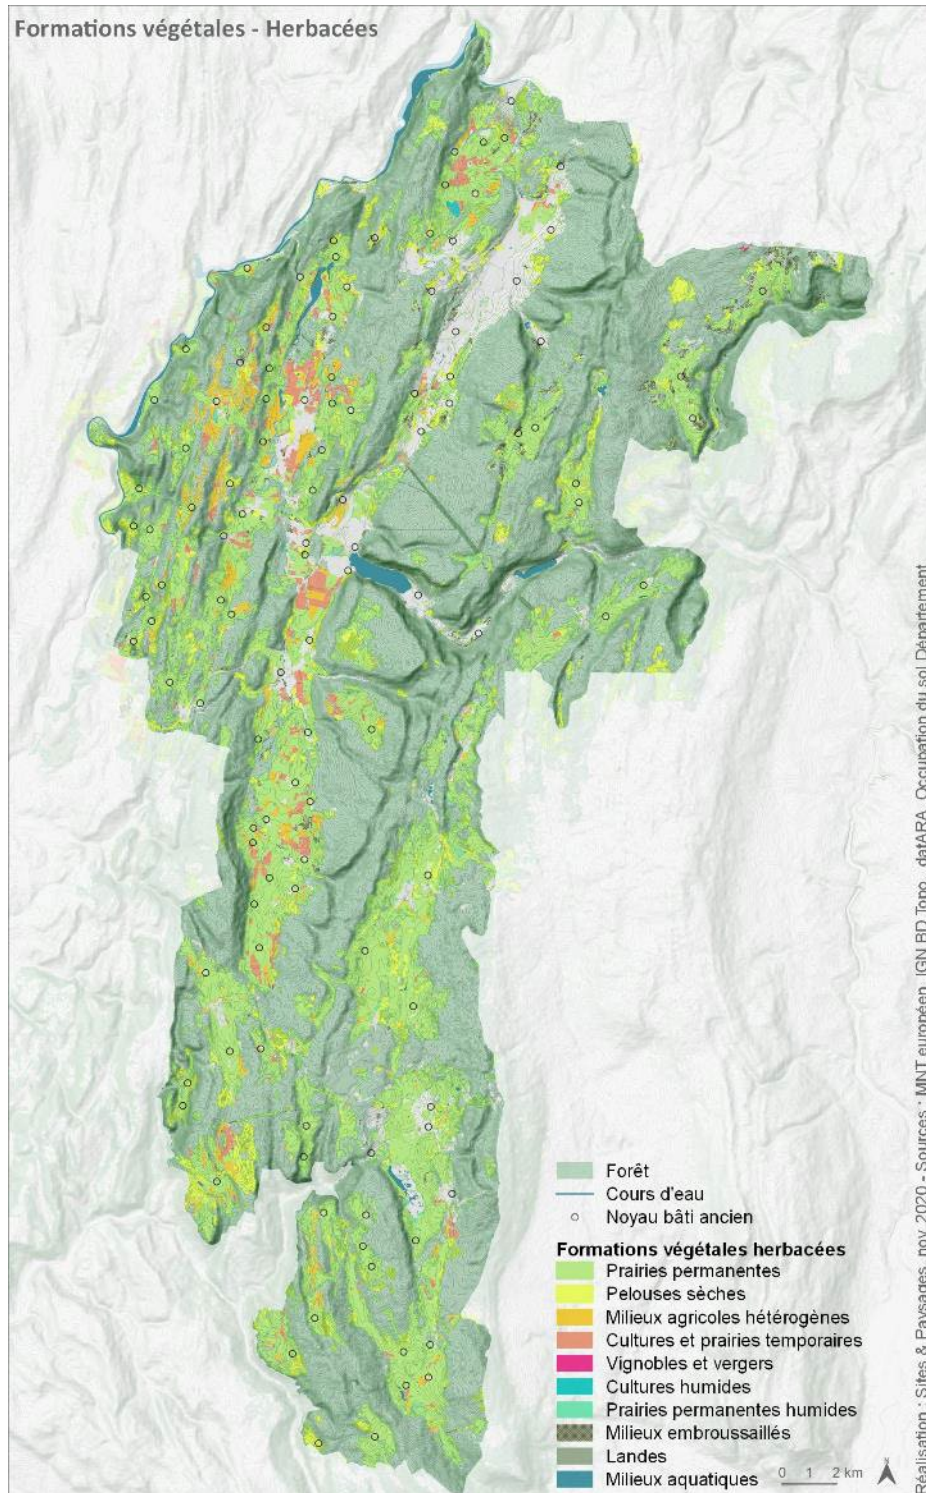 Formations végétales - Herbacées
Forêt
Cours d'eau
Noyau bâti ancien
Formations végétales herbacées
Prairies permanentes
Pelouses sèches
Milieux agricoles hétérogènes
Cultures et prairies temporaires
Vignobles et vergers
Cultures humides
Prairies permanentes humides
Milieux embroussaillés
Landes
Milieux aquatiques
0 1 2 km
Réalisation : Sites & Paysages, nov 2020 - Sources : MNT européen, IGN BD Topo, datARA, Occupation du sol Département